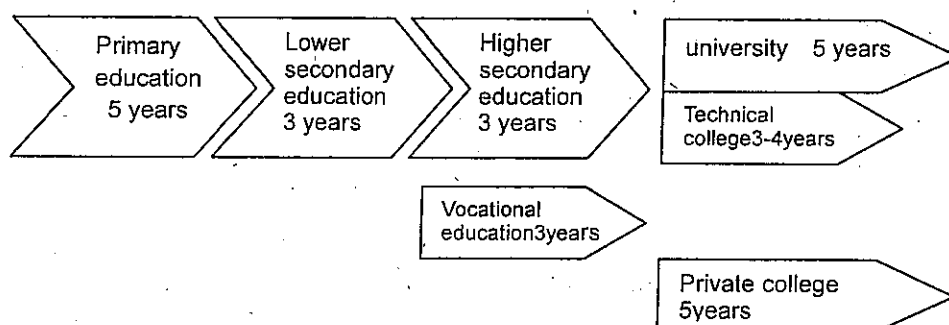 Primary
education
5 years
Lower
secondary
education
3 years
Higher
secondary
education
3 years
university 5 years
Technical
college3-4years
Vocational
education3years
Private college
5years